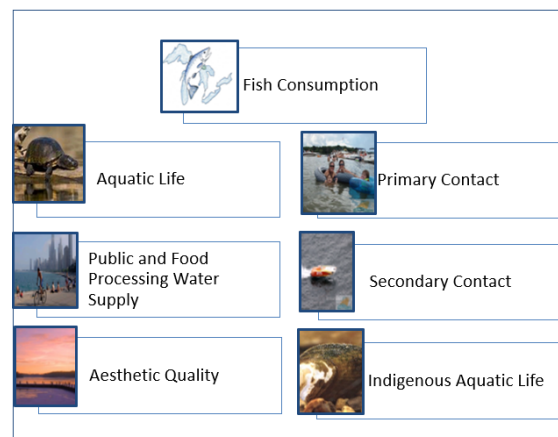 Fish Consumption
Aquatic Life
Primary Contact
Public and Food
Processing Water
Supply
Secondary Contact
Aesthetic Quality
Indigenous Aquatic Life